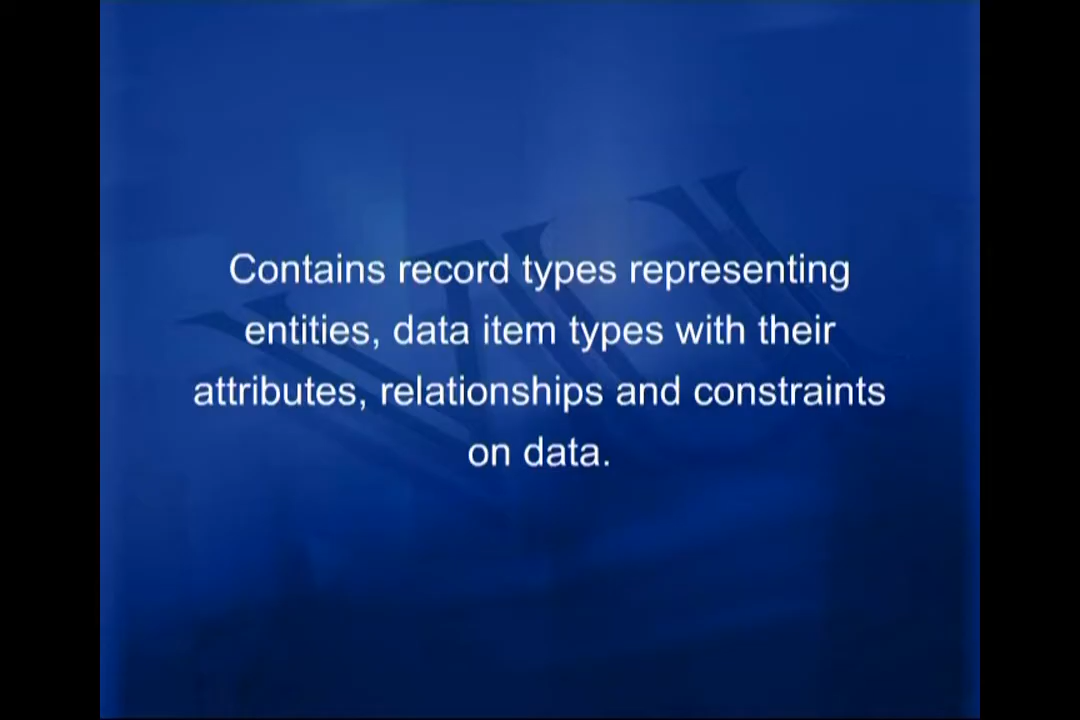 Contains record types representing
entities, data item types with their
attributes, relationships and constraints
on data.